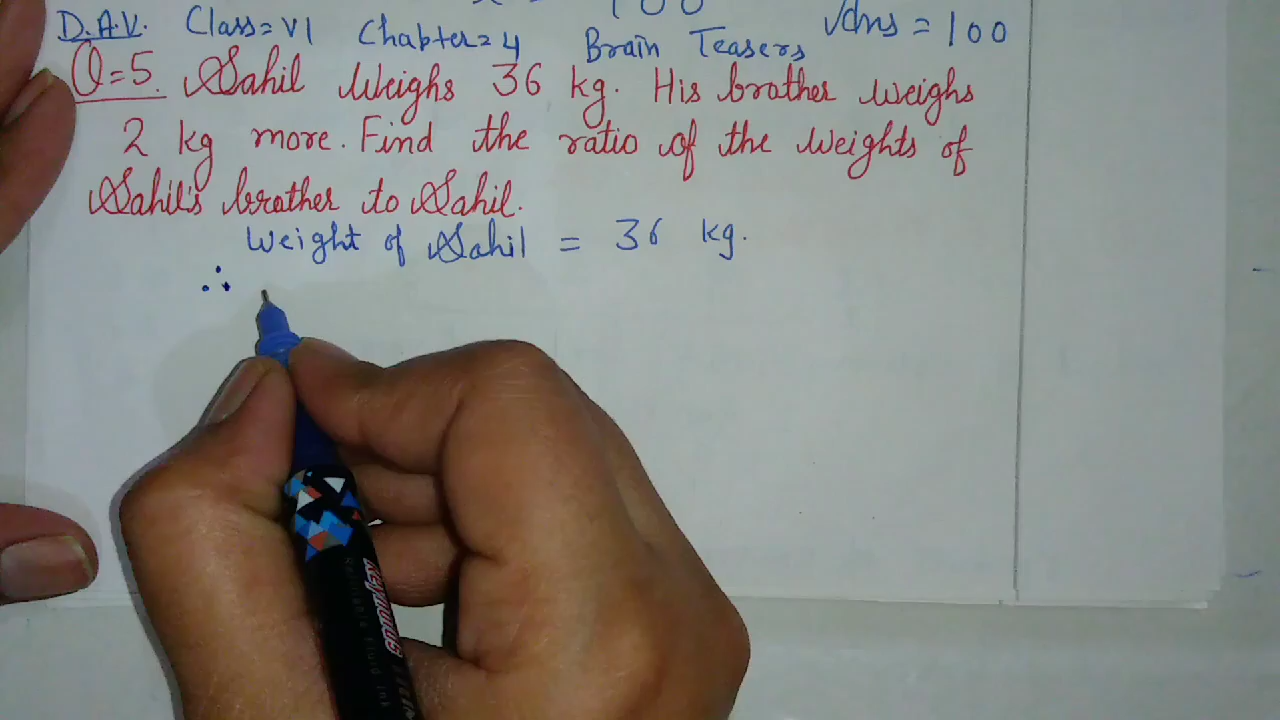 100
D.A.V. Class=VI Chapter=4 Brain Teasers √ans = 100
Q=5. Sahil Weighs 36 kg. His brother weighs
2 kg more. Find the ratio of the weights of
Sahil's brother to Sahil.
Weight of Sahil = 36 kg.
∴